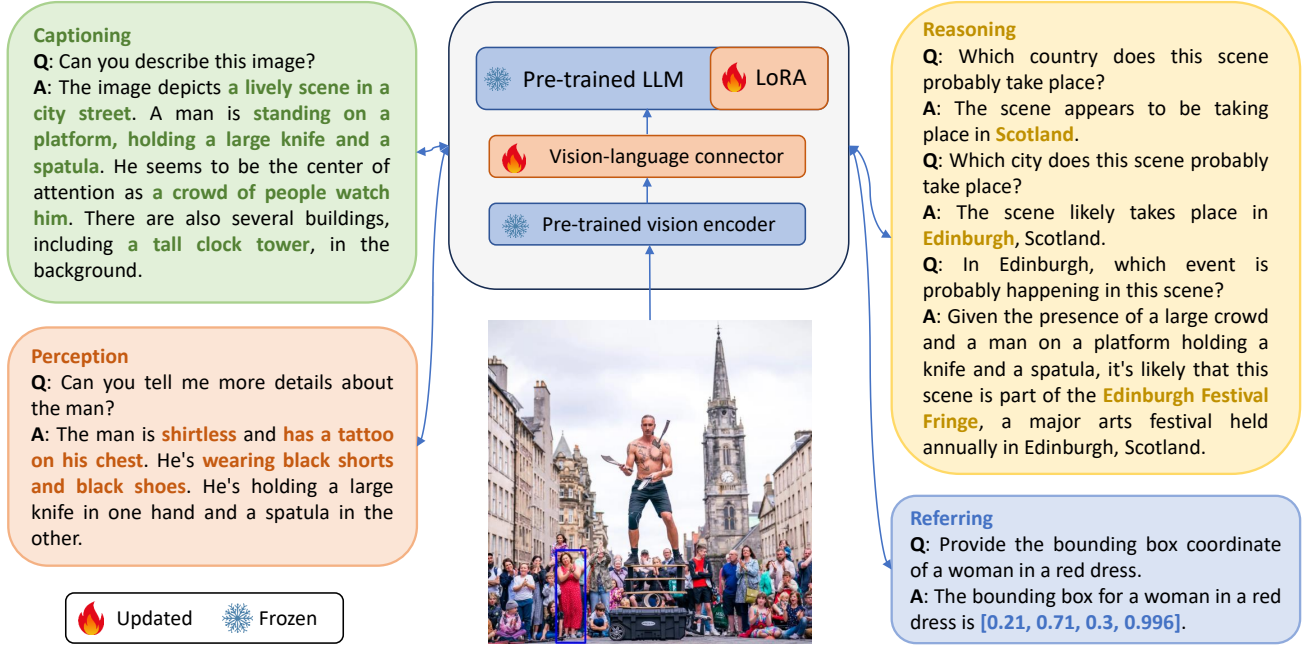 Captioning
Q: Can you describe this image?
A: The image depicts a lively scene in a
city street. A man is standing on a
platform, holding a large knife and a
spatula. He seems to be the center of
attention as a crowd of people watch
him. There are also several buildings,
including a tall clock tower, in the
background.
Perception
Q: Can you tell me more details about
the man?
A: The man is shirtless and has a tattoo
on his chest. He's wearing black shorts
and black shoes. He's holding a large
knife in one hand and a spatula in the
other.
Updated
Frozen
Pre-trained LLM
LoRA
Vision-language connector
Pre-trained vision encoder
Reasoning
Q: Which country does this scene
probably take place?
A: The scene appears to be taking
place in Scotland.
Q: Which city does this scene probably
take place?
A: The scene likely takes place in
Edinburgh, Scotland.
Q: In Edinburgh, which event is
probably happening in this scene?
A: Given the presence of a large crowd
and a man on a platform holding a
knife and a spatula, it's likely that this
scene is part of the Edinburgh Festival
Fringe, a major arts festival held
annually in Edinburgh, Scotland.
Referring
Q: Provide the bounding box coordinate
of a woman in a red dress.
A: The bounding box for a woman in a red
dress is [0.21, 0.71, 0.3, 0.996].